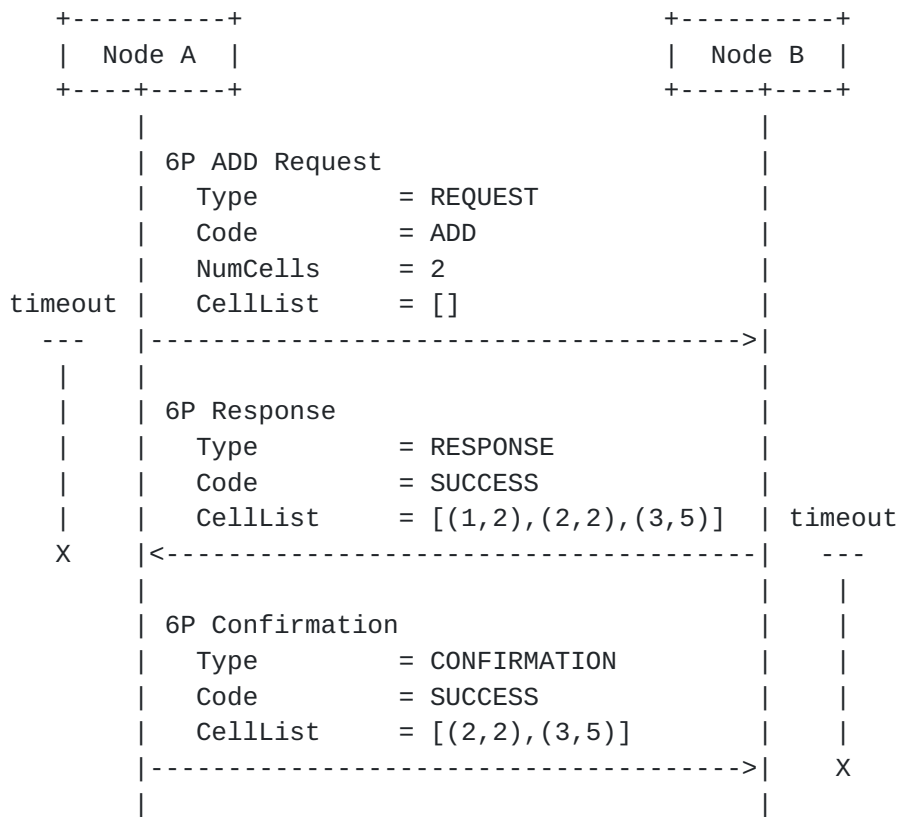 Node A Node B
6P ADD Request
Type = REQUEST
Code = ADD
NumCells = 2
timeout CellList = []
6P Response
Type = RESPONSE
Code = SUCCESS
CellList = [(1,2),(2,2),(3,5)] timeout
X
6P Confirmation
Type = CONFIRMATION
Code = SUCCESS
CellList = [(2,2),(3,5)]
X